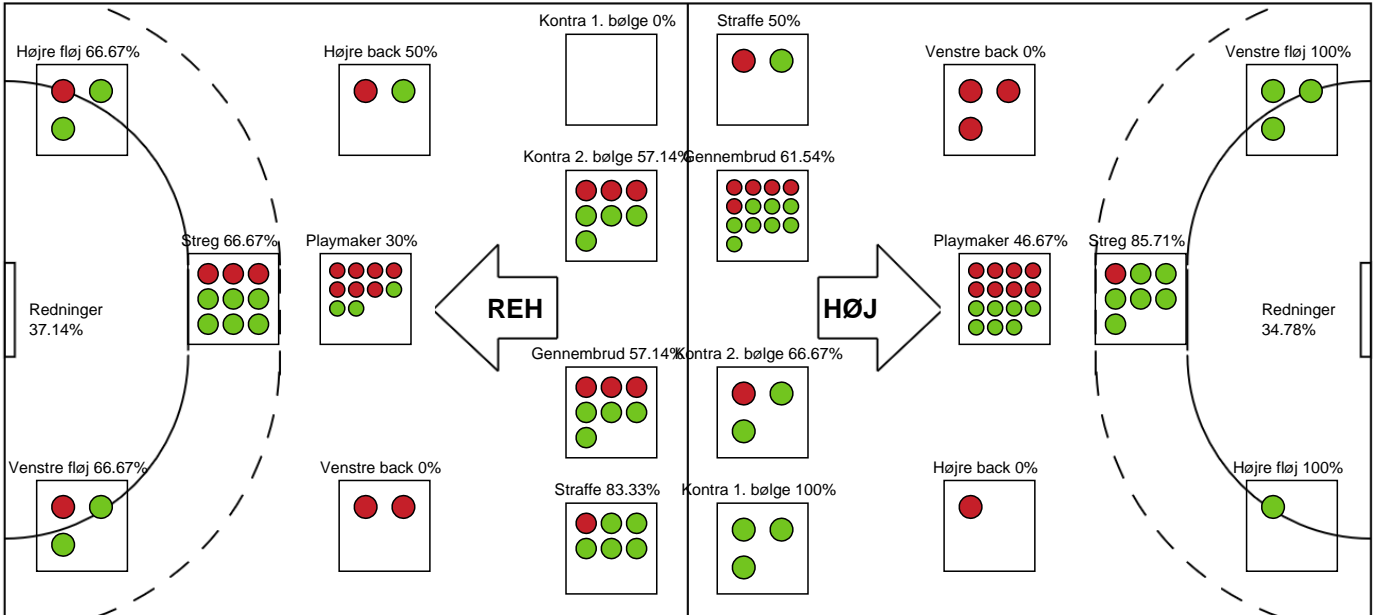 Kontra 1. bølge 0%
Straffe 50%
Højre fløj 66.67%
Højre back 50%
Venstre back 0%
Venstre fløj 100%
Kontra 2. bølge 57.14%
Gennembrud 61.54%
Streg 66.67%
Playmaker 30%
Playmaker 46.67%
Streg 85.71%
Redninger
37.14%
REH
HØJ
Redninger
34.78%
Gennembrud 57.14%
Kontra 2. bølge 66.67%
Venstre fløj 66.67%
Venstre back 0%
Højre back 0%
Højre fløj 100%
Straffe 83.33%
Kontra 1. bølge 100%